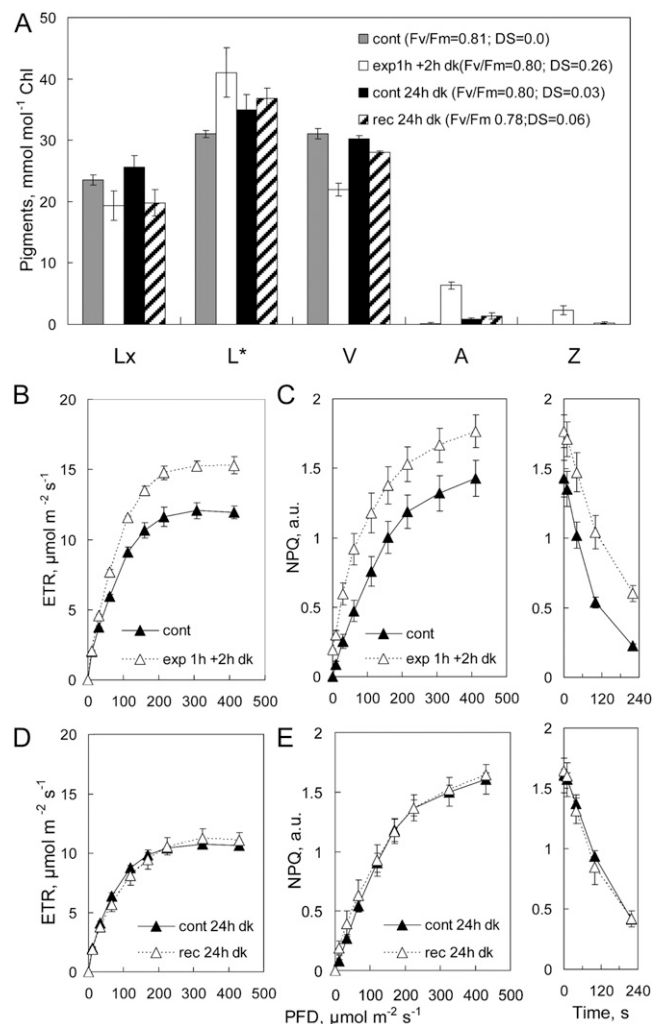 A
Pigments, mmol mol⁻¹ Chl
50
40
30
20
10
0
cont (Fv/Fm=0.81; DS=0.0)
exp1h +2h dk(Fv/Fm=0.80; DS=0.26)
cont 24h dk (Fv/Fm=0.80; DS=0.03)
rec 24h dk (Fv/Fm 0.78;DS=0.06)
Lx L* V A Z
B
ETR, µmol m⁻² s⁻¹
20
15
10
5
0
cont
exp 1h +2h dk
0 100 200 300 400 500
C
NPQ, a.u.
2
1.5
1
0.5
0
cont
exp 1h +2h dk
0 100 200 300 400 500
2
1.5
1
0.5
0
0 120 240
D
ETR, µmol m⁻² s⁻¹
20
15
10
5
0
cont 24h dk
rec 24h dk
0 100 200 300 400 500
E
NPQ, a.u.
2
1.5
1
0.5
0
cont 24h dk
rec 24h dk
0 100 200 300 400 500
2
1.5
1
0.5
0
0 120 240
PFD, µmol m⁻² s⁻¹
Time, s